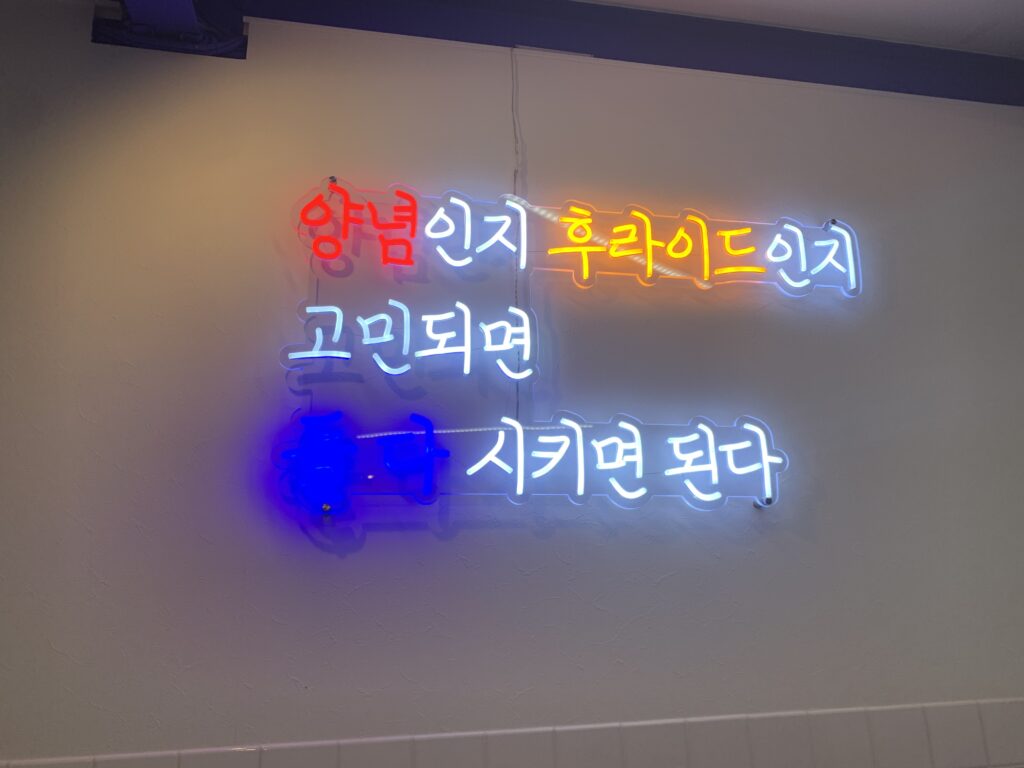 양념인지 후라이드인지
고민되면
시키면 된다